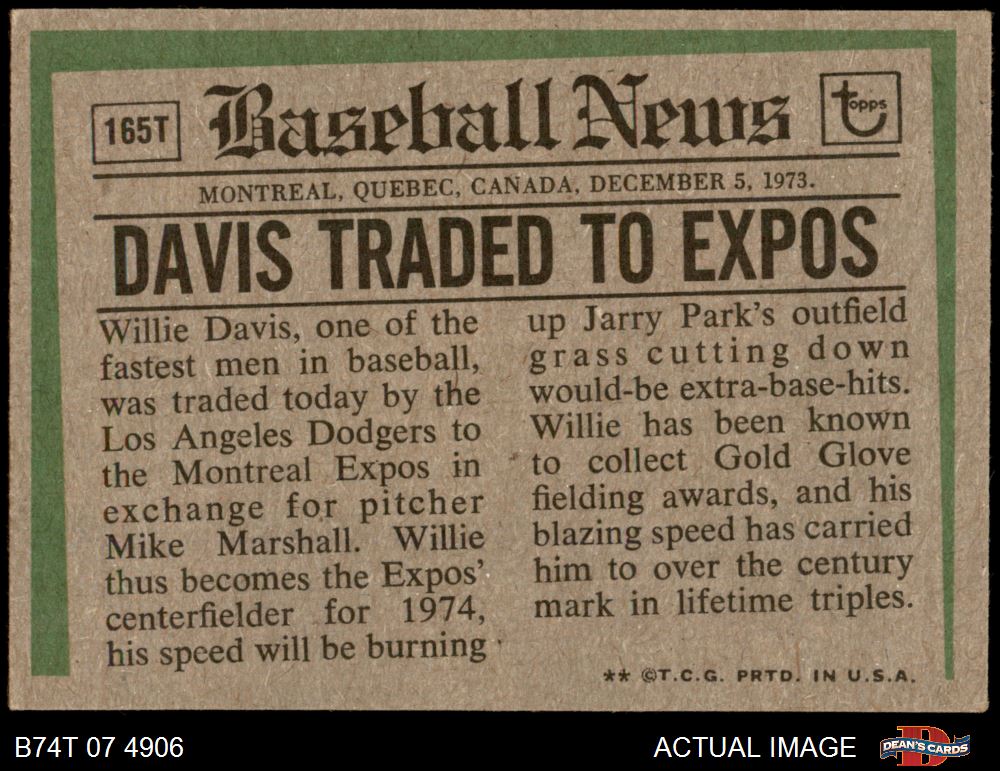 165T
Baseball News
topps
MONTREAL, QUEBEC, CANADA, DECEMBER 5, 1973.
DAVIS TRADED TO EXPOS
Willie Davis, one of the
fastest men in baseball,
was traded today by the
Los Angeles Dodgers to
the Montreal Expos in
exchange for pitcher
Mike Marshall. Willie
thus becomes the Expos'
centerfielder for 1974,
his speed will be burning
up Jarry Park's outfield
grass cutting down
would-be extra-base-hits.
Willie has been known
to collect Gold Glove
fielding awards, and his
blazing speed has carried
him to over the century
mark in lifetime triples.
** ©T.C.G. PRTD. IN U.S.A.
B74T 07 4906
ACTUAL IMAGE
DEAN'S CARDS